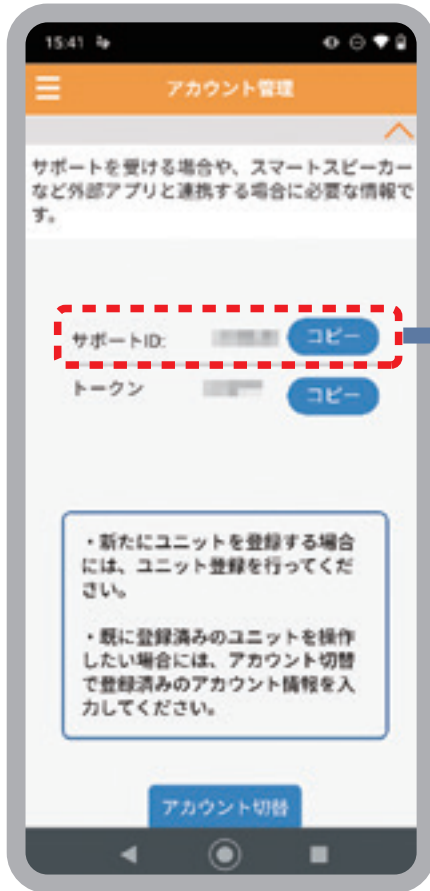 15:41
アカウント管理
サポートを受ける場合や、スマートスピーカー
など外部アプリと連携する場合に必要な情報で
す。
サポートID:
コピー
トークン
コピー
・新たにユニットを登録する場合
には、ユニット登録を行ってくだ
さい。
・既に登録済みのユニットを操作
したい場合には、アカウント切替
で登録済みのアカウント情報を入
力してください。
アカウント切替